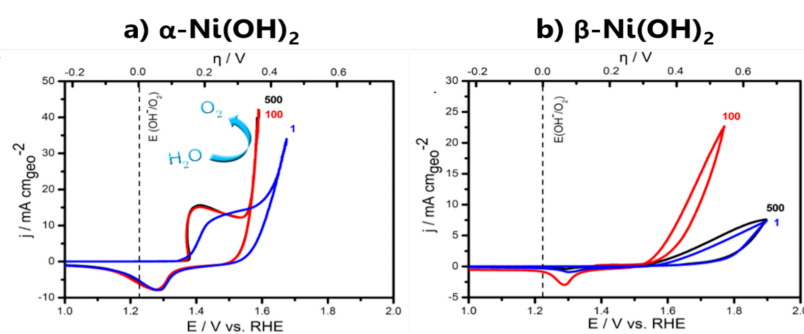 a) α-Ni(OH)₂
η / V
-0.2 0.0 0.2 0.4 0.6
50
40
30
20
10
0
-10
j / mA cm_geo⁻²
E (OH⁻/O₂)
O₂
H₂O
500
100
1
1.0 1.2 1.4 1.6 1.8 2.0
E / V vs. RHE
b) β-Ni(OH)₂
η / V
-0.2 0.0 0.2 0.4 0.6
30
25
20
15
10
5
0
-5
j / mA cm_geo⁻²
E(OH⁻/O₂)
100
500
1
1.0 1.2 1.4 1.6 1.8 2.0
E / V vs. RHE